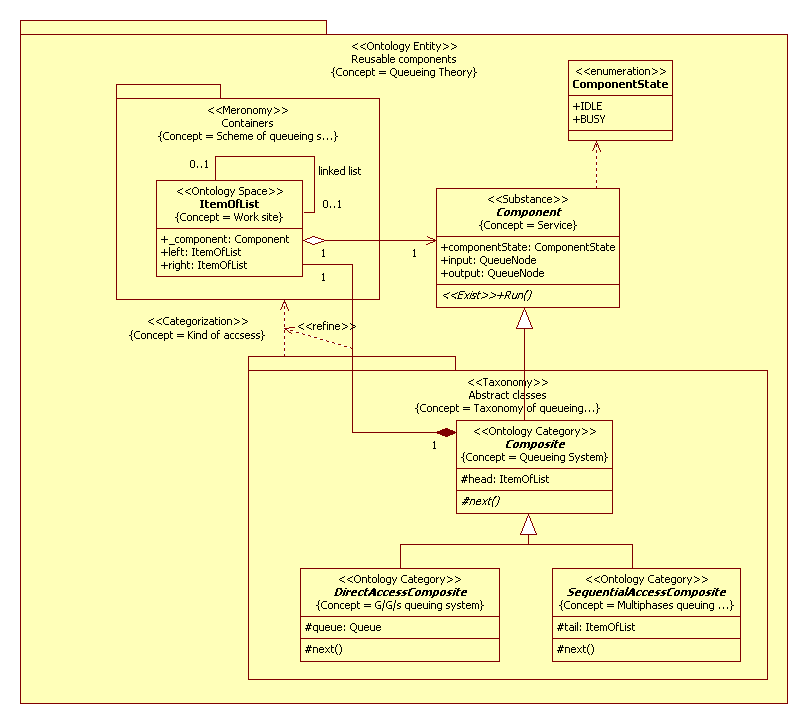 <<Ontology Entity>>
Reusable components
{Concept = Queueing Theory}
<<enumeration>>
ComponentState
+IDLE
+BUSY
<<Meronomy>>
Containers
{Concept = Scheme of queueing s...}
0..1
linked list
0..1
<<Ontology Space>>
ItemOfList
{Concept = Work site}
+_component: Component
+left: ItemOfList
+right: ItemOfList
1
1
1
<<Substance>>
Component
{Concept = Service}
+componentState: ComponentState
+input: QueueNode
+output: QueueNode
<<Exist>>+Run()
<<Categorization>>
{Concept = Kind of accsess}
<<refine>>
<<Taxonomy>>
Abstract classes
{Concept = Taxonomy of queueing...}
1
<<Ontology Category>>
Composite
{Concept = Queueing System}
#head: ItemOfList
#next()
<<Ontology Category>>
DirectAccessComposite
{Concept = G/G/s queuing system}
#queue: Queue
#next()
<<Ontology Category>>
SequentialAccessComposite
{Concept = Multiphases queuing ...}
#tail: ItemOfList
#next()